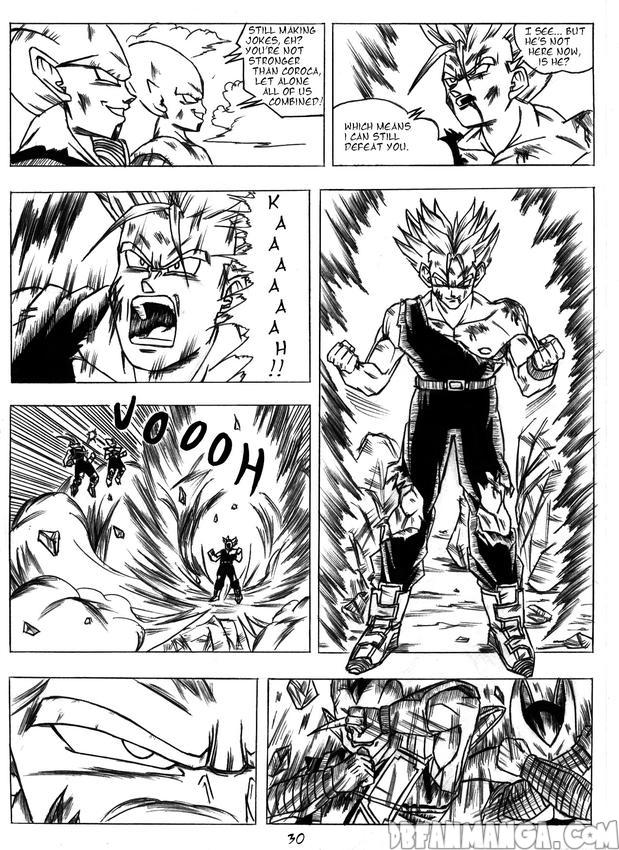 STILL MAKING
JOKES, EH?
YOU'RE NOT
STRONGER
THAN COROCA,
LET ALONE
ALL OF US
COMBINED!
I SEE... BUT
HE'S NOT
HERE NOW,
IS HE?
WHICH MEANS
I CAN STILL
DEFEAT YOU.
KAAAAAAH!!
VOOOOH
30
DBFANMANGA.COM